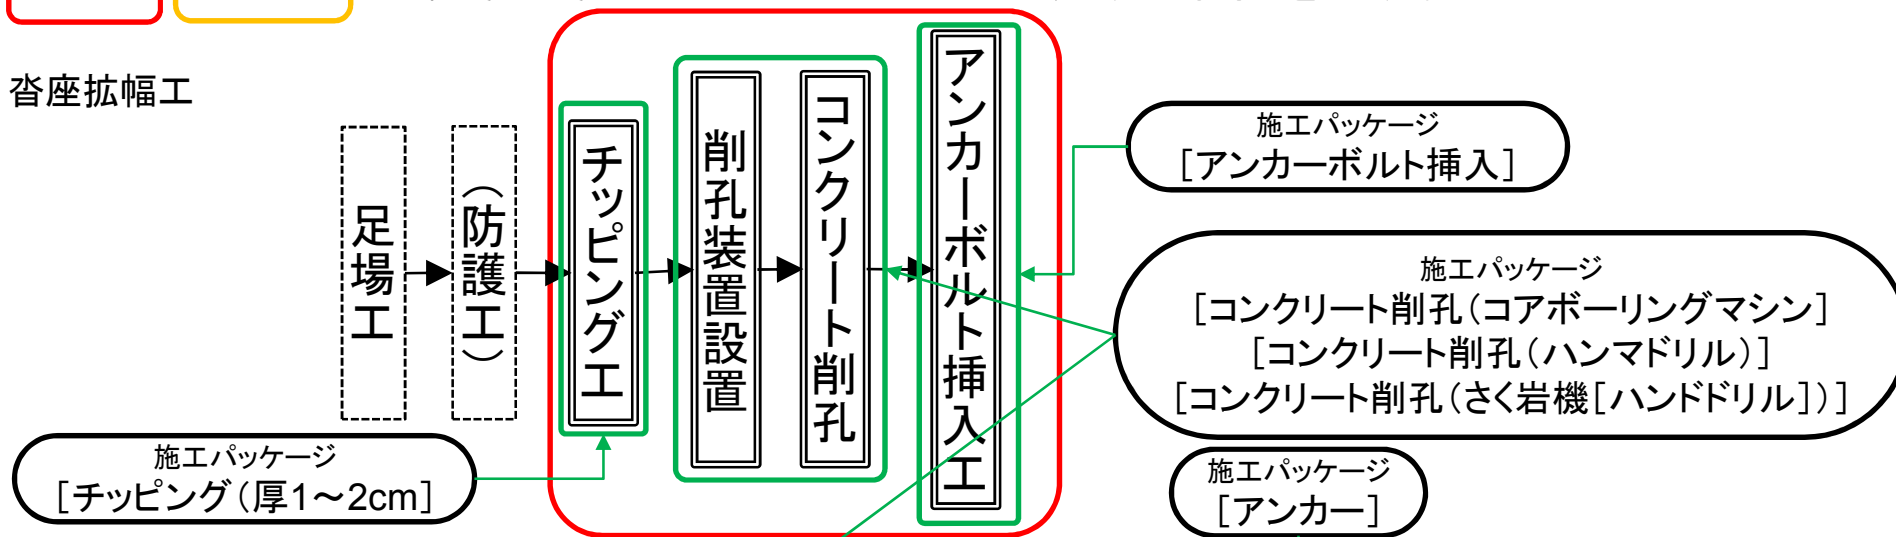 沓座拡幅工
足場工
（防護工）
チッピング工
削孔装置設置
コンクリート削孔
アンカーボルト挿入工
施工パッケージ
［アンカーボルト挿入］
施工パッケージ
［コンクリート削孔（コアボーリングマシン］
［コンクリート削孔（ハンマドリル）］
［コンクリート削孔（さく岩機［ハンドドリル］）］
施工パッケージ
［チッピング（厚1～2cm］
施工パッケージ
［アンカー］